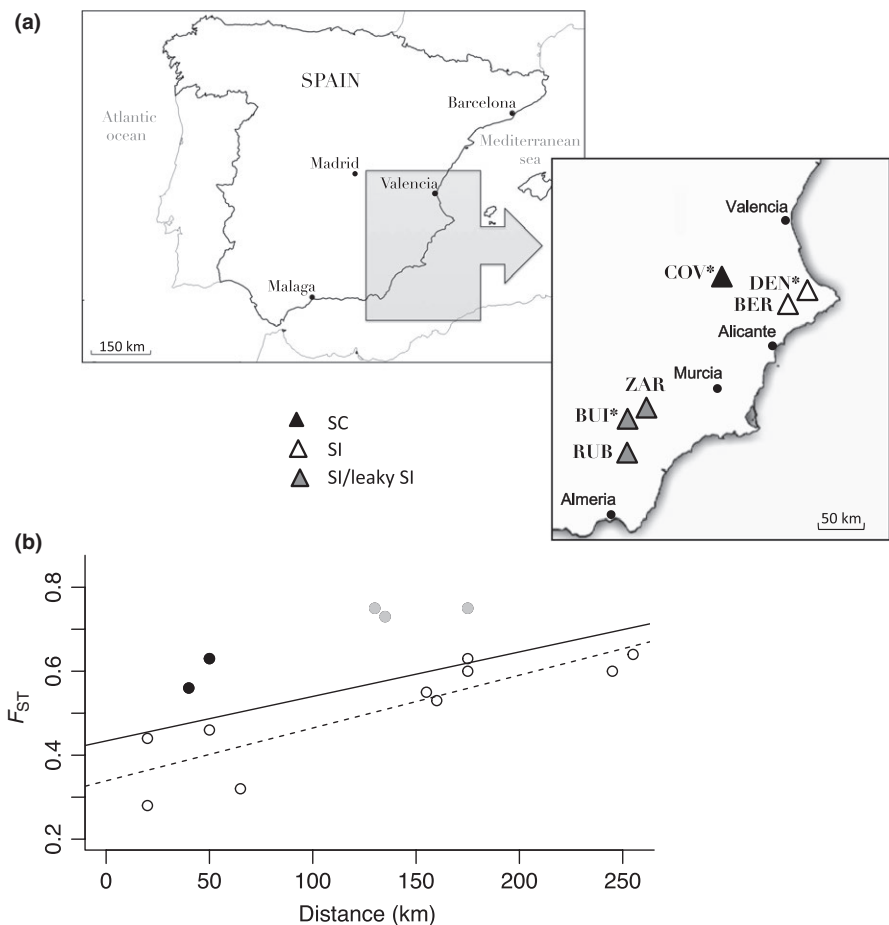 (a)
SPAIN
Barcelona
Atlantic
ocean
Mediterranean
sea
Madrid
Valencia
Malaga
150 km
Valencia
COV*
DEN*
BER
Alicante
Murcia
ZAR
BUI*
RUB
Almeria
50 km
SC
SI
SI/leaky SI
(b)
0.8
0.6
0.4
0.2
FST
0
50
100
150
200
250
Distance (km)